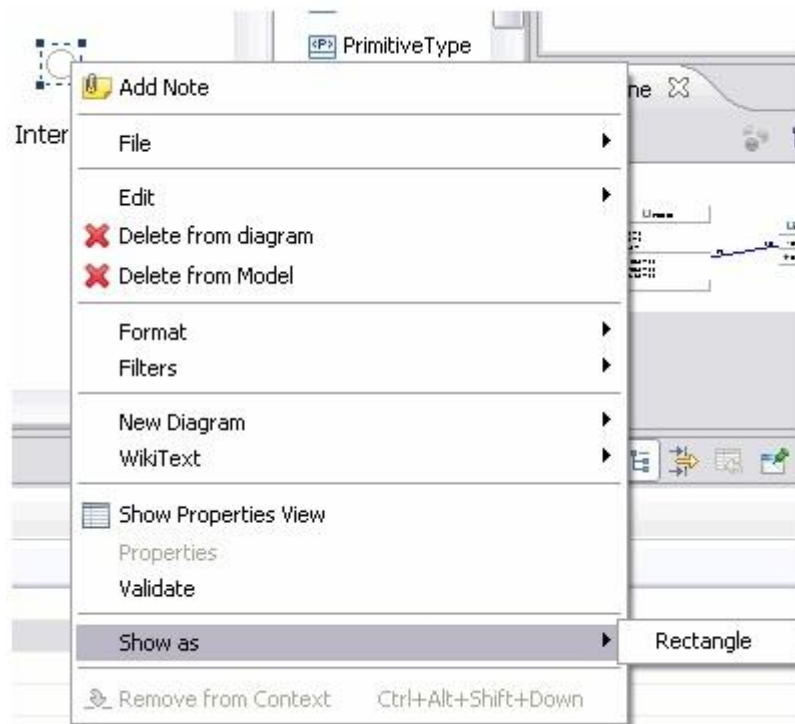 PrimitiveType
Add Note
ne
Inter
File
Edit
Delete from diagram
Delete from Model
Format
Filters
New Diagram
WikiText
Show Properties View
Properties
Validate
Show as
Rectangle
Remove from Context Ctrl+Alt+Shift+Down